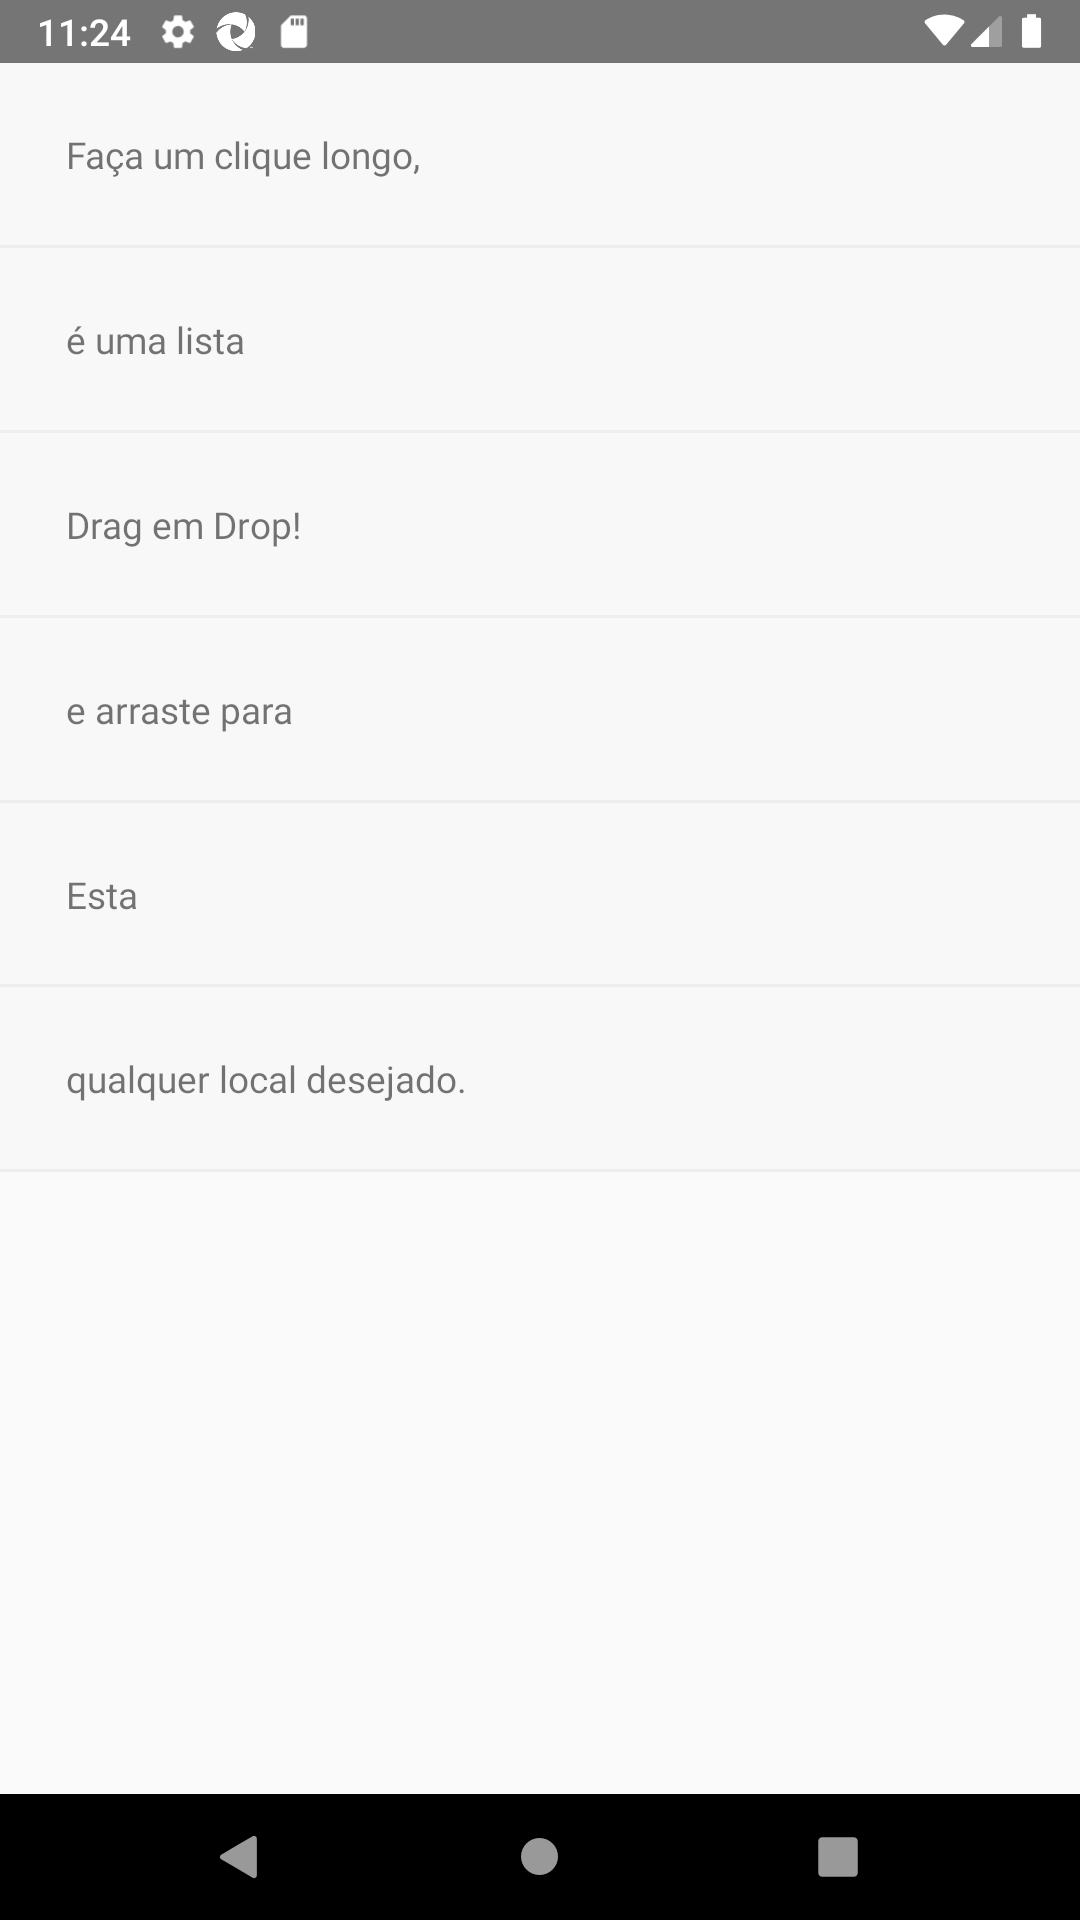 11:24
Faça um clique longo,
é uma lista
Drag em Drop!
e arraste para
Esta
qualquer local desejado.